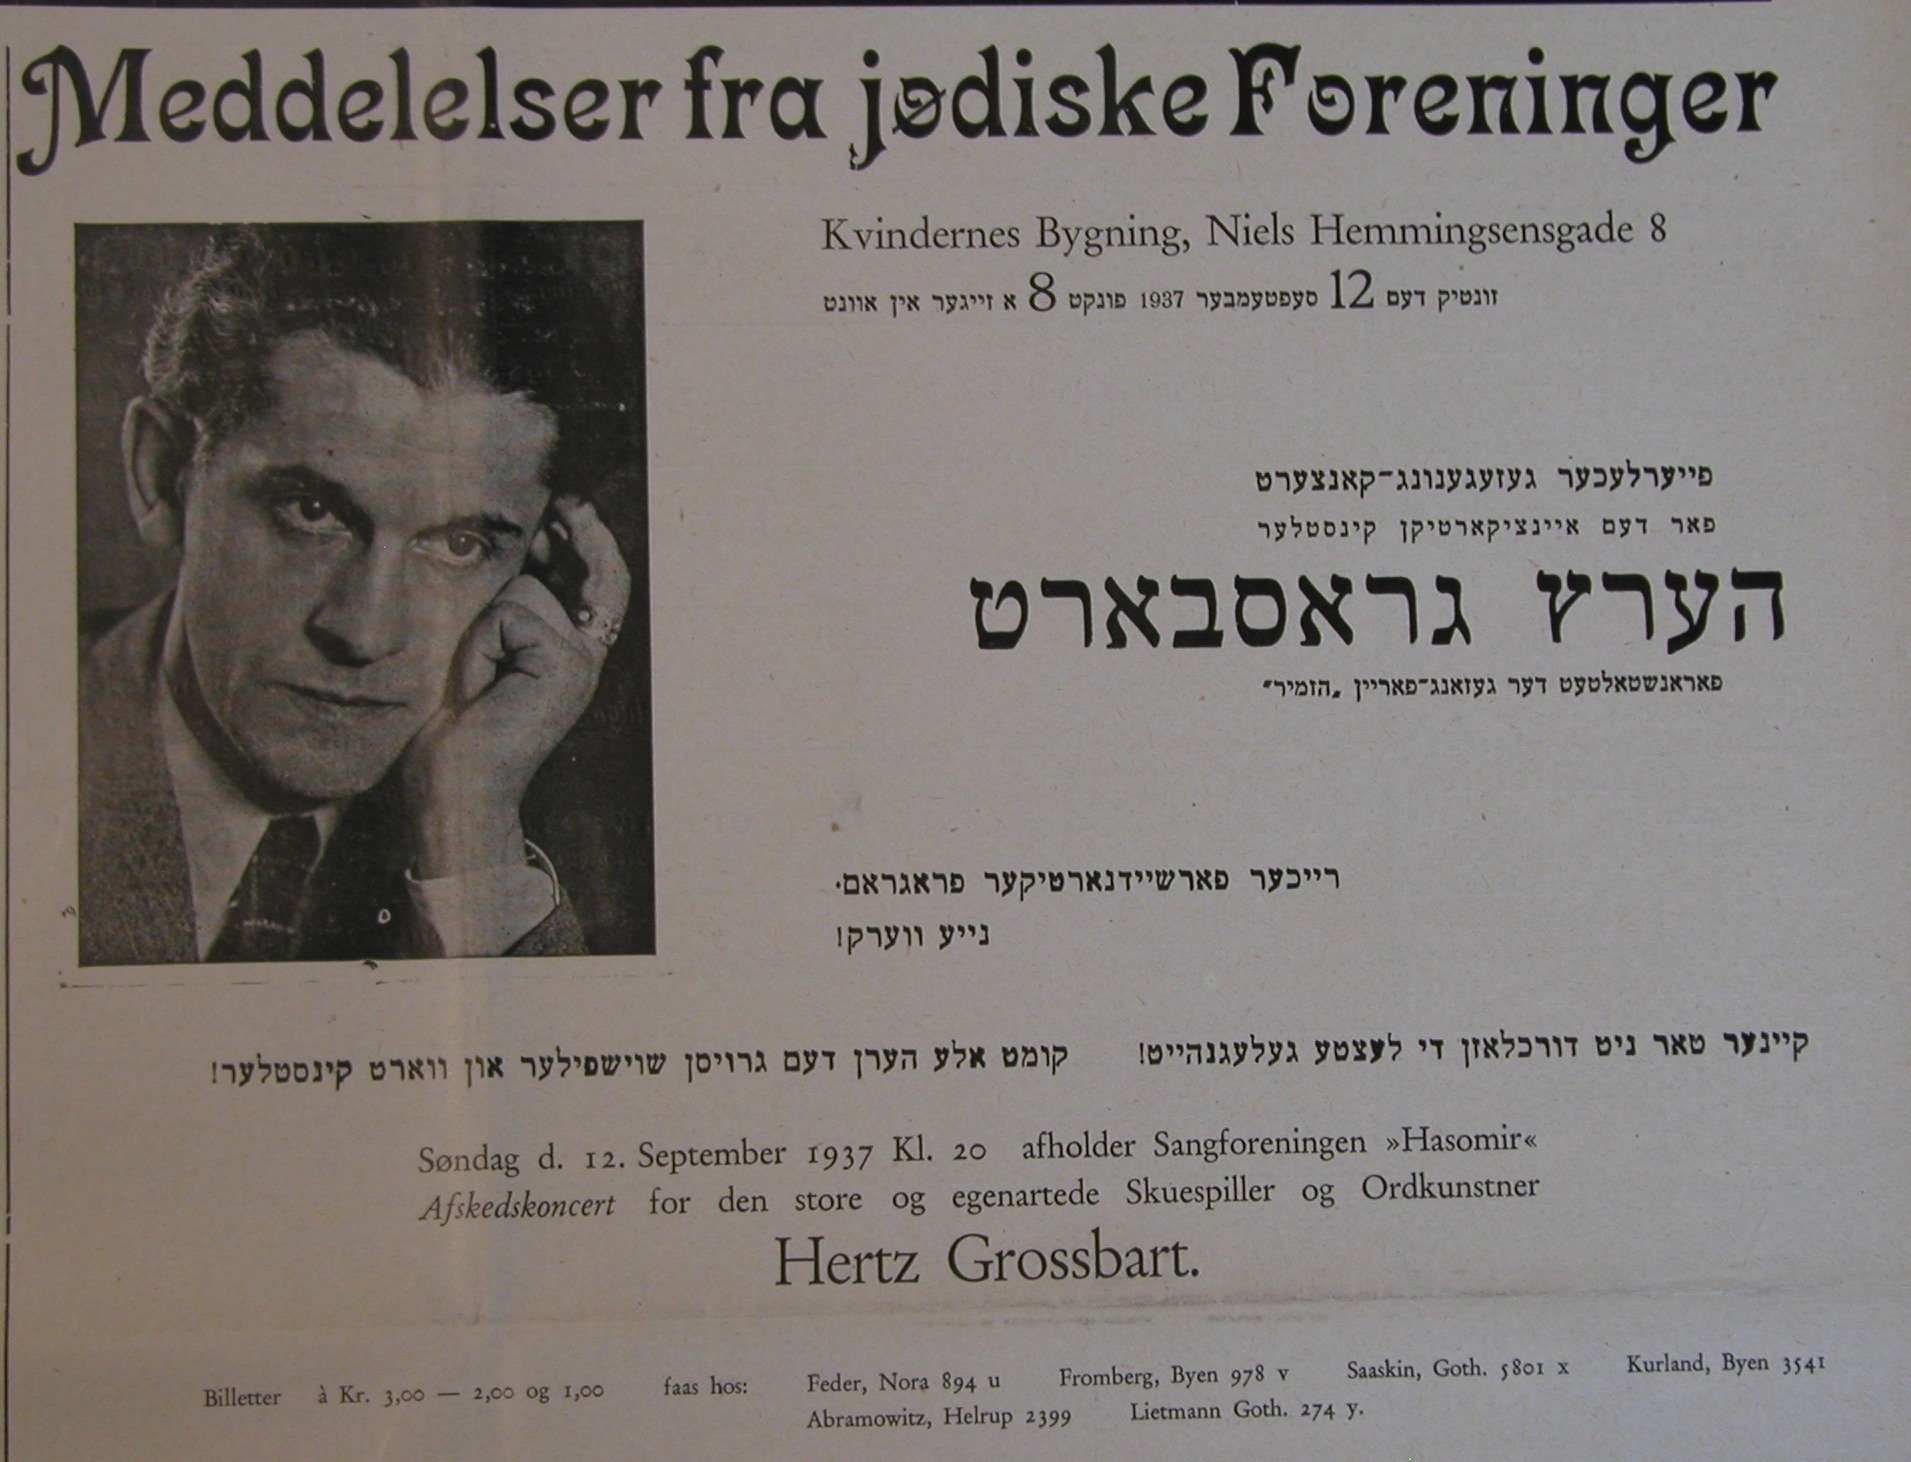 Meddelelser fra jødiske Foreninger
Kvindernes Bygning, Niels Hemmingsensgade 8
זונטיק דעם 12 סעפטעמבער 1937 פונקט 8 א זייגער אין אוונט
פייערלעכער געזעגענונג־קאנצערט
פאר דעם איינציקארטיקן קינסטלער
הערץ גראסבארט
פאראנשטאלטעט דער געזאנג־פאריין „הזמיר”
רייכער פארשיידנארטיקער פראגראם.
נייע ווערק!
קיינער טאר ניט דורכלאזן די לעצטע געלעגנהייט! קומט אלע הערן דעם גרויסן שוישפילער און ווארט קינסטלער!
Søndag d. 12. September 1937 Kl. 20 afholder Sangforeningen »Hasomir«
Afskedskoncert for den store og egenartede Skuespiller og Ordkunstner
Hertz Grossbart.
Billetter à Kr. 3,00 — 2,00 og 1,00 faas hos: Feder, Nora 894 u Fromberg, Byen 978 v Saaskin, Goth. 5801 x Kurland, Byen 3541
Abramowitz, Helrup 2399 Lietmann Goth. 274 y.